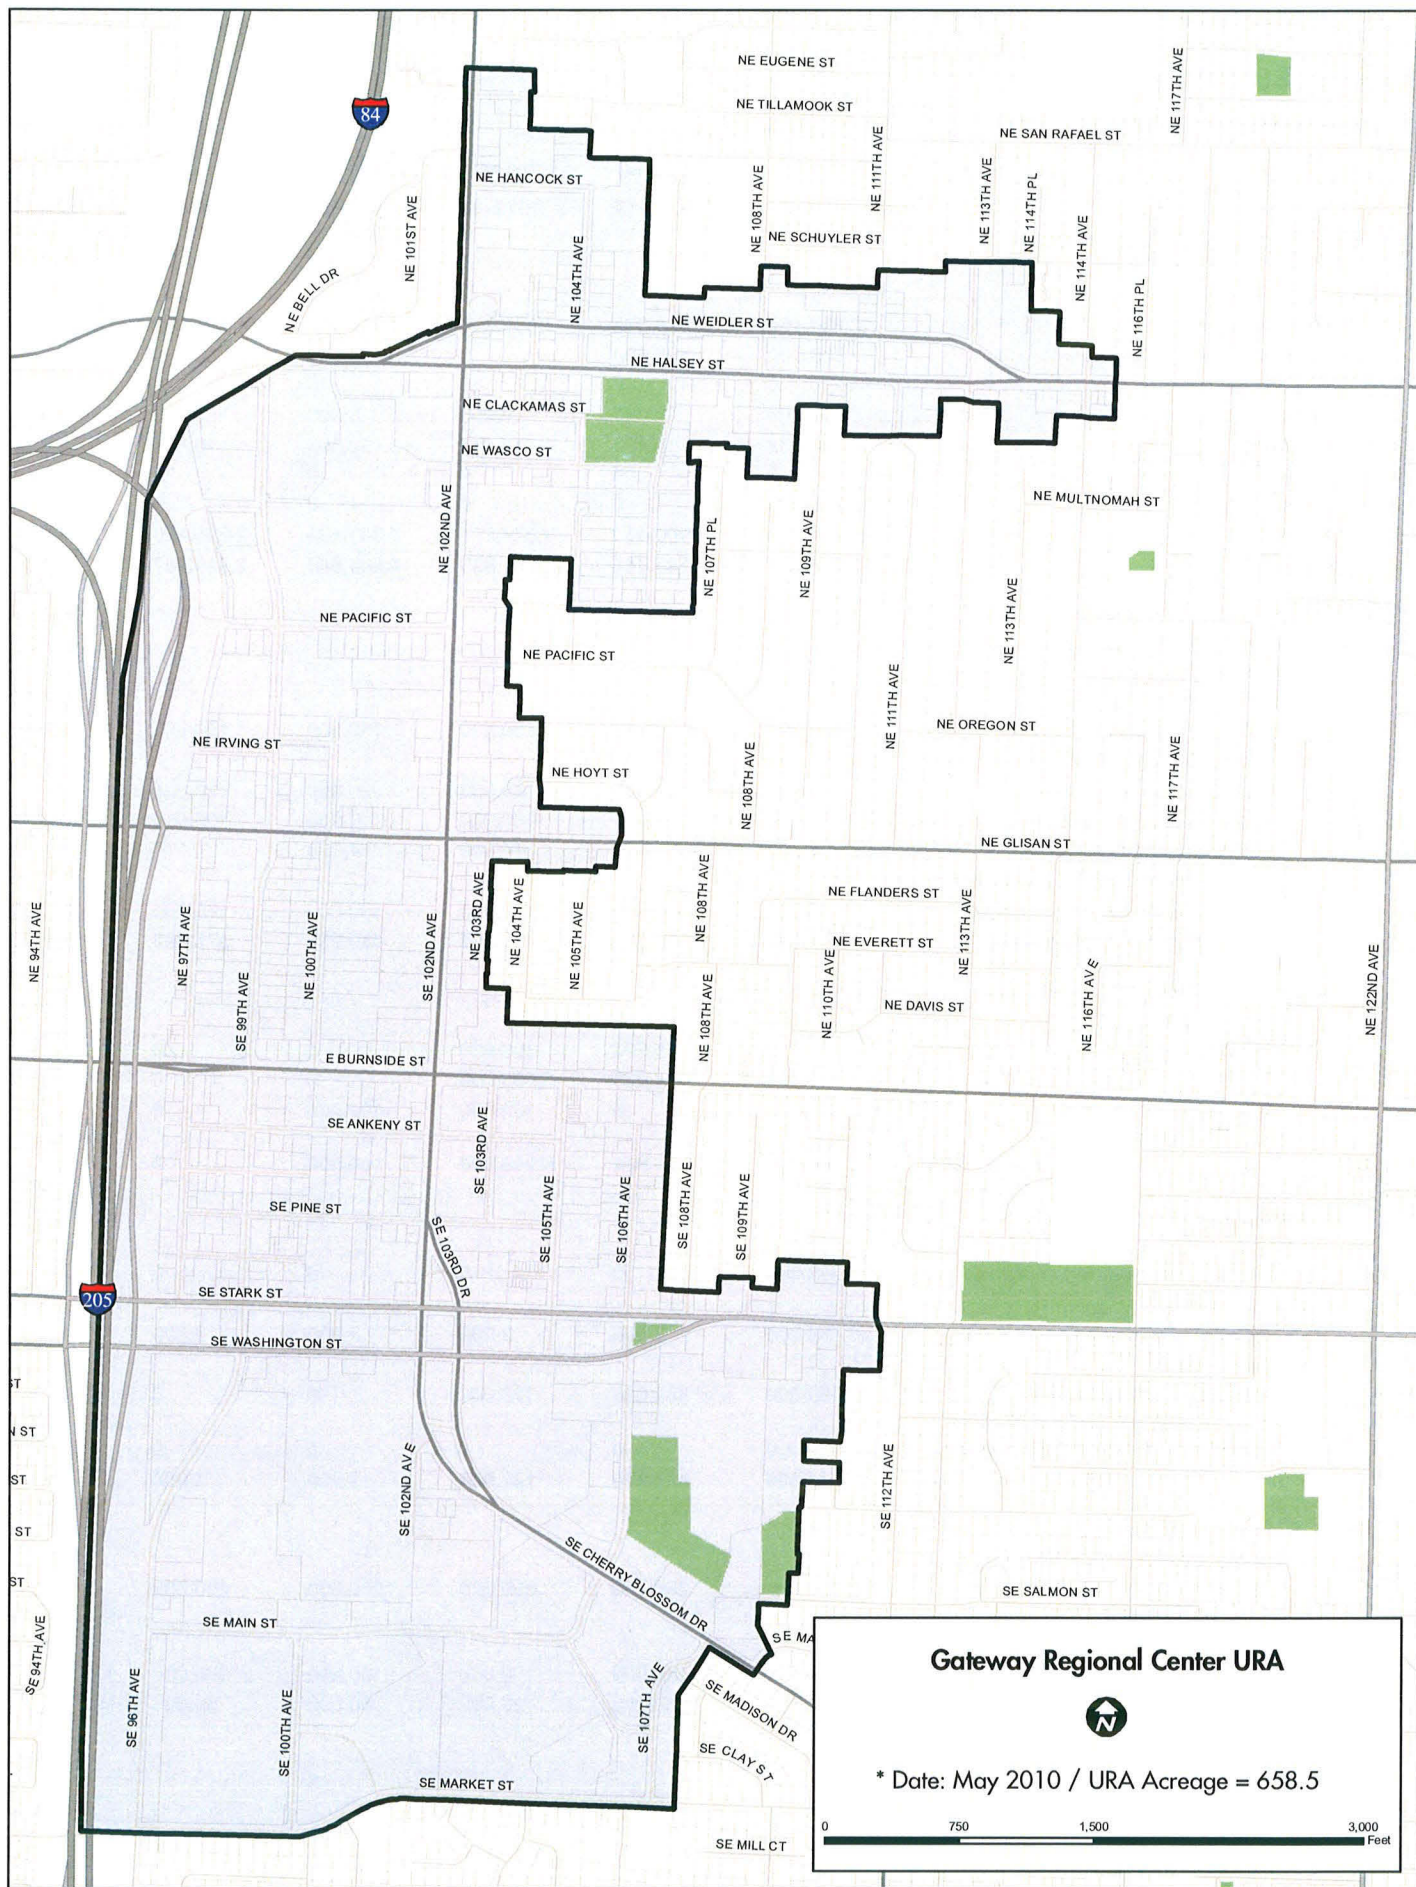 NE EUGENE ST
NE TILLAMOOK ST
NE SAN RAFAEL ST
NE 117TH AVE
84
NE HANCOCK ST
NE 101ST AVE
NE 104TH AVE
NE 108TH AVE
NE 111TH AVE
NE SCHUYLER ST
NE 113TH AVE
NE 114TH PL
NE 114TH AVE
NE 116TH PL
NE BELL DR
NE WEIDLER ST
NE HALSEY ST
NE CLACKAMAS ST
NE WASCO ST
NE 102ND AVE
NE MULTNOMAH ST
NE 107TH PL
NE 109TH AVE
NE 113TH AVE
NE PACIFIC ST
NE PACIFIC ST
NE 111TH AVE
NE OREGON ST
NE IRVING ST
NE HOYT ST
NE 108TH AVE
NE 117TH AVE
NE GLISAN ST
NE 94TH AVE
NE 97TH AVE
SE 99TH AVE
NE 100TH AVE
SE 102ND AVE
NE 103RD AVE
NE 104TH AVE
NE 105TH AVE
NE 108TH AVE
NE FLANDERS ST
NE EVERETT ST
NE 113TH AVE
NE 110TH AVE
NE DAVIS ST
NE 108TH AVE
NE 116TH AVE
NE 122ND AVE
E BURNSIDE ST
SE ANKENY ST
SE 103RD AVE
SE PINE ST
SE 103RD DR
SE 105TH AVE
SE 106TH AVE
SE 108TH AVE
SE 109TH AVE
205
SE STARK ST
SE WASHINGTON ST
ST
N ST
ST
ST
ST
SE 102ND AVE
SE 112TH AVE
SE CHERRY BLOSSOM DR
SE SALMON ST
SE 94TH AVE
SE MAIN ST
SE MA
SE 96TH AVE
SE 100TH AVE
SE 107TH AVE
SE MADISON DR
SE CLAY ST
SE MARKET ST
SE MILL CT
Gateway Regional Center URA
N
* Date: May 2010 / URA Acreage = 658.5
0 750 1,500 3,000
Feet